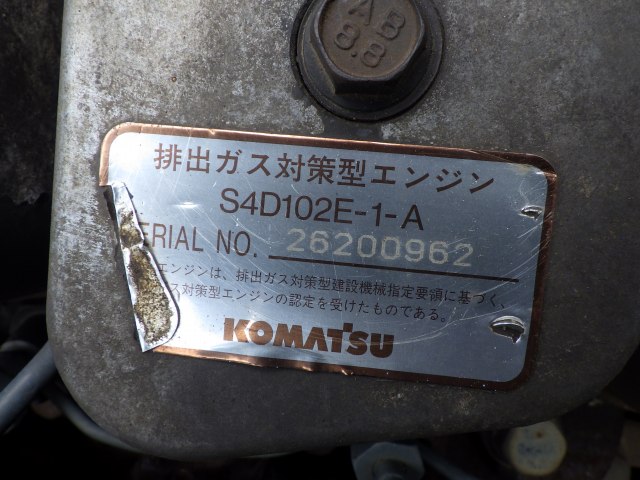 ABB
8.8
排出ガス対策型エンジン
S4D102E-1-A
ERIAL NO. 26200962
エンジンは、排出ガス対策型建設機械指定要領に基づく、
ス対策型エンジンの認定を受けたものである。
KOMATSU